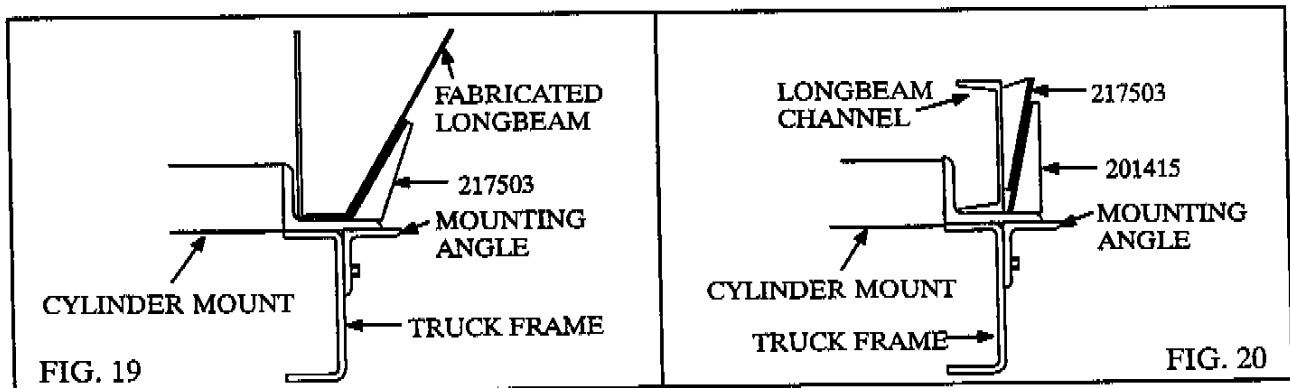 FABRICATED
LONGBEAM
217503
MOUNTING
ANGLE
CYLINDER MOUNT
TRUCK FRAME
FIG. 19
LONGBEAM
CHANNEL
217503
201415
MOUNTING
ANGLE
CYLINDER MOUNT
TRUCK FRAME
FIG. 20